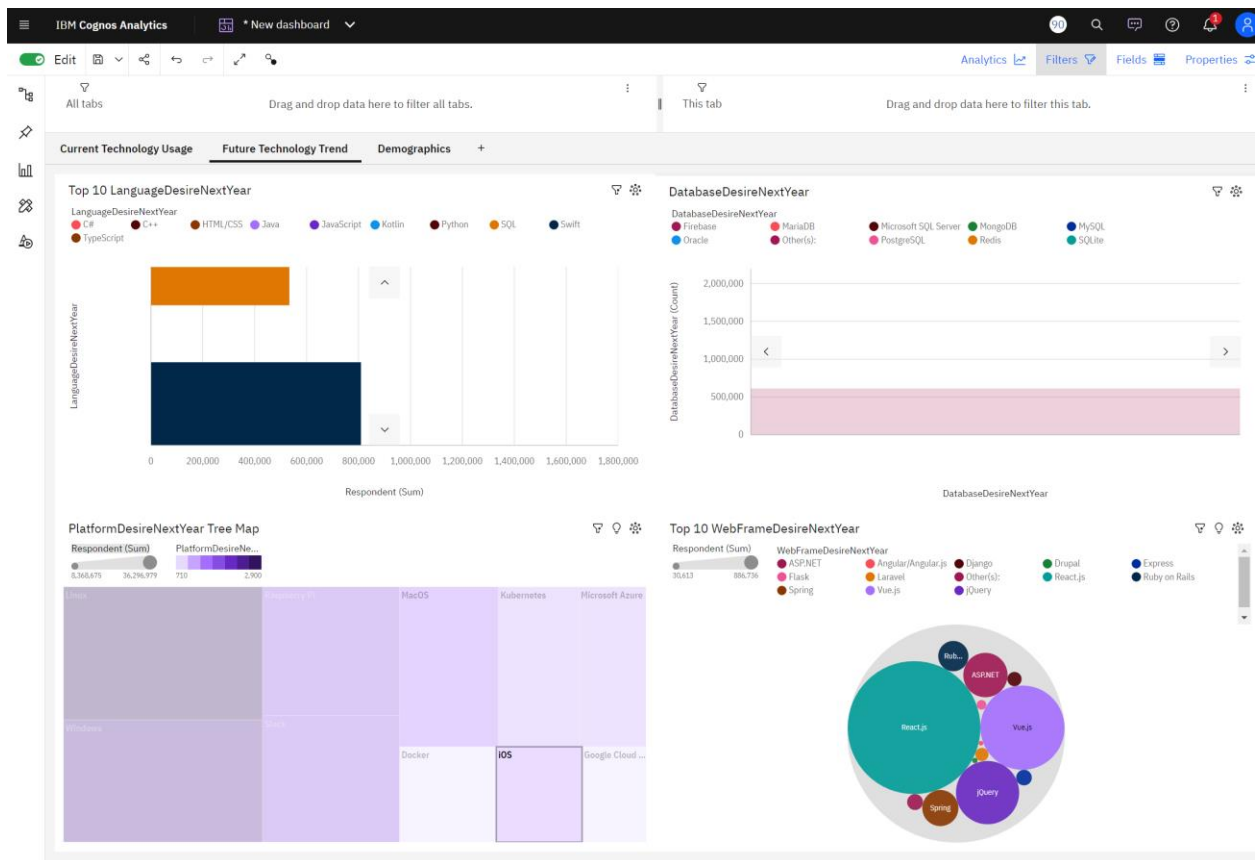 IBM Cognos Analytics
* New dashboard
90
1
Edit
Analytics
Filters
Fields
Properties
All tabs
Drag and drop data here to filter all tabs.
This tab
Drag and drop data here to filter this tab.
Current Technology Usage
Future Technology Trend
Demographics
+
Top 10 LanguageDesireNextYear
LanguageDesireNextYear
C# C++ HTML/CSS Java JavaScript Kotlin Python SQL Swift
TypeScript
LanguageDesireNextYear
0 200,000 400,000 600,000 800,000 1,000,000 1,200,000 1,400,000 1,600,000 1,800,000
Respondent (Sum)
DatabaseDesireNextYear
DatabaseDesireNextYear
Firebase MariaDB Microsoft SQL Server MongoDB MySQL
Oracle Other(s): PostgreSQL Redis SQLite
DatabaseDesireNextYear (Count)
2,000,000
1,500,000
1,000,000
500,000
0
DatabaseDesireNextYear
PlatformDesireNextYear Tree Map
Respondent (Sum)
8,368,675 36,296,979
PlatformDesireNe...
710 2,900
Linux
Raspberry Pi
MacOS
Kubernetes
Microsoft Azure
Windows
Docker
iOS
Google Cloud ...
Top 10 WebFrameDesireNextYear
Respondent (Sum)
30,613 886,736
WebFrameDesireNextYear
ASP.NET Angular/Angular.js Django Drupal Express
Flask Laravel Other(s): React.js Ruby on Rails
Spring Vue.js jQuery
Rub...
ASP.NET
React.js
Vue.js
jQuery
Spring